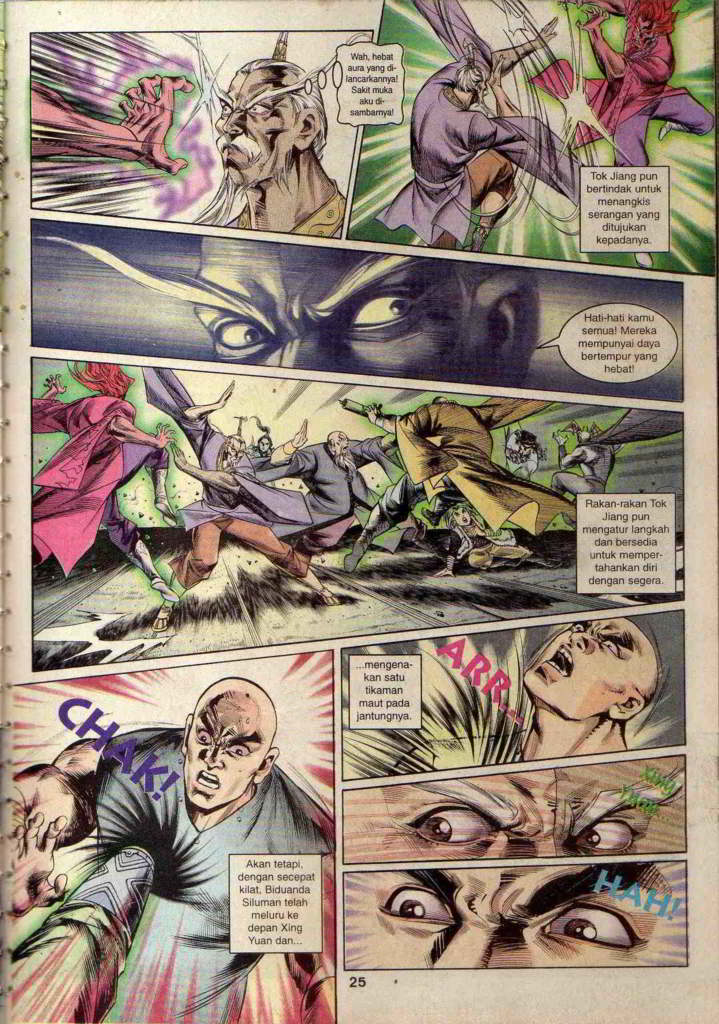 Wah, hebat
aura yang di-
lancarkannya!
Sakit muka
aku di-
sambarnya!
Tok Jiang pun
bertindak untuk
menangkis
serangan yang
ditujukan
kepadanya.
Hati-hati kamu
semua! Mereka
mempunyai daya
bertempur yang
hebat!
Rakan-rakan Tok
Jiang pun
mengatur langkah
dan bersedia
untuk memper-
tahankan diri
dengan segera.
CHAK!
Akan tetapi,
dengan secepat
kilat, Biduanda
Siluman telah
meluru ke
depan Xing
Yuan dan...
...mengena-
kan satu
tikaman
maut pada
jantungnya.
ARR...
Xing
Yuan...
HAH!
25